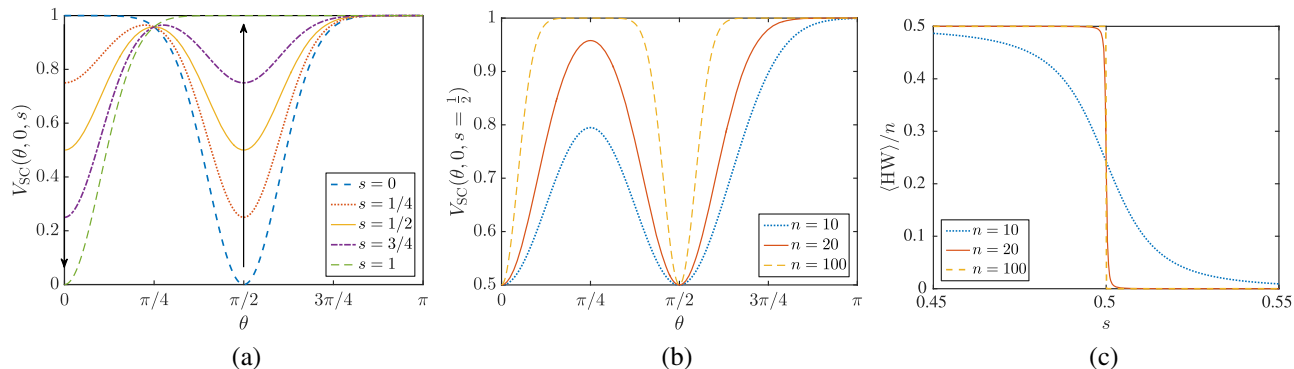 1
0.8
0.6
0.4
0.2
0
V_SC(θ, 0, s)
0
π/4
π/2
3π/4
π
θ
s = 0
s = 1/4
s = 1/2
s = 3/4
s = 1
(a)
1
0.9
0.8
0.7
0.6
0.5
V_SC(θ, 0, s = 1/2)
0
π/4
π/2
3π/4
π
θ
n = 10
n = 20
n = 100
(b)
0.5
0.4
0.3
0.2
0.1
0
⟨HW⟩/n
0.45
0.5
0.55
s
n = 10
n = 20
n = 100
(c)